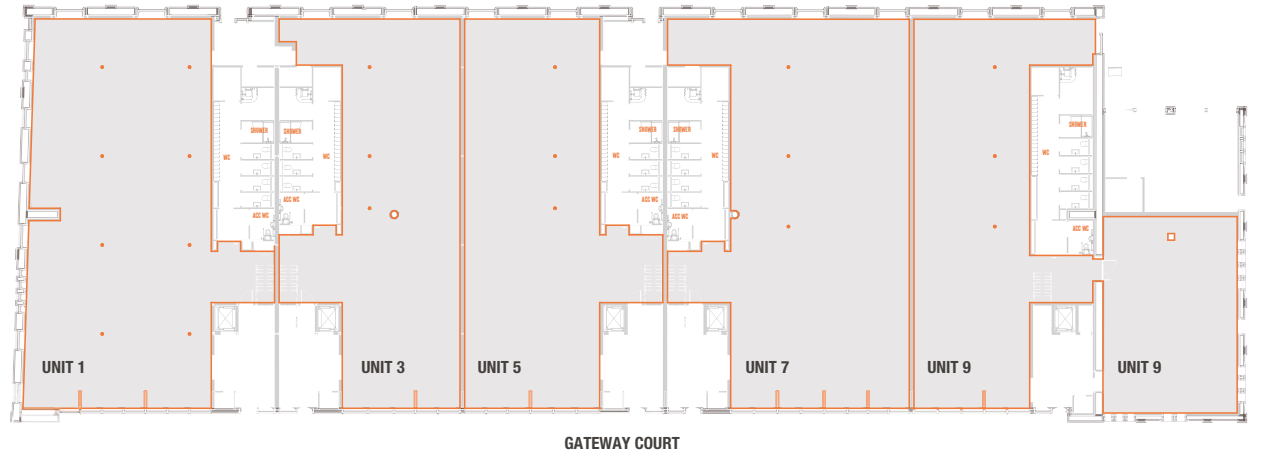 SHOWER
SHOWER
SHOWER
SHOWER
SHOWER
WC
WC
WC
WC
WC
ACC WC
ACC WC
ACC WC
ACC WC
ACC WC
UNIT 1
UNIT 3
UNIT 5
UNIT 7
UNIT 9
UNIT 9
GATEWAY COURT